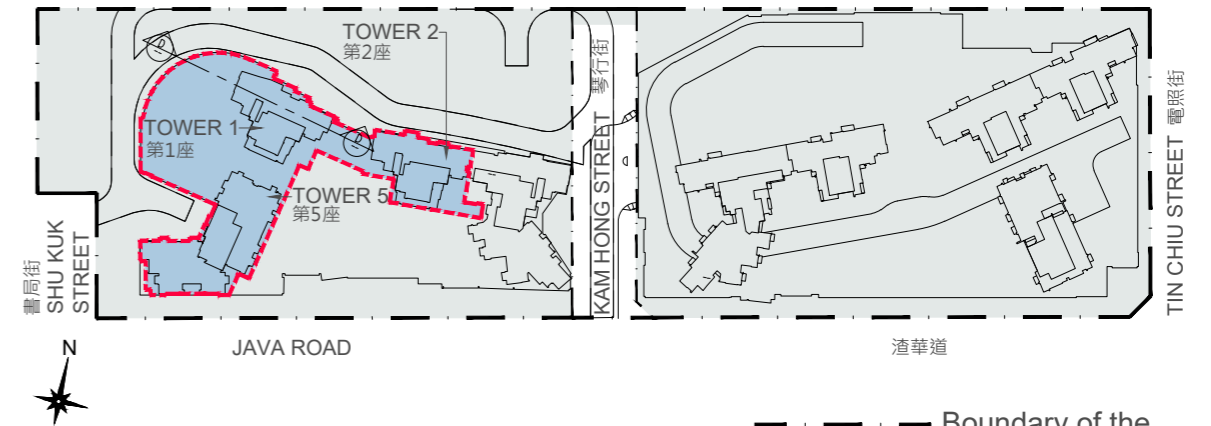 TOWER 2
第2座
TOWER 1
第1座
TOWER 5
第5座
書局街
SHU KUK
STREET
琴行街
KAM HONG STREET
電照街
TIN CHIU STREET
JAVA ROAD
渣華道
N
Boundary of the